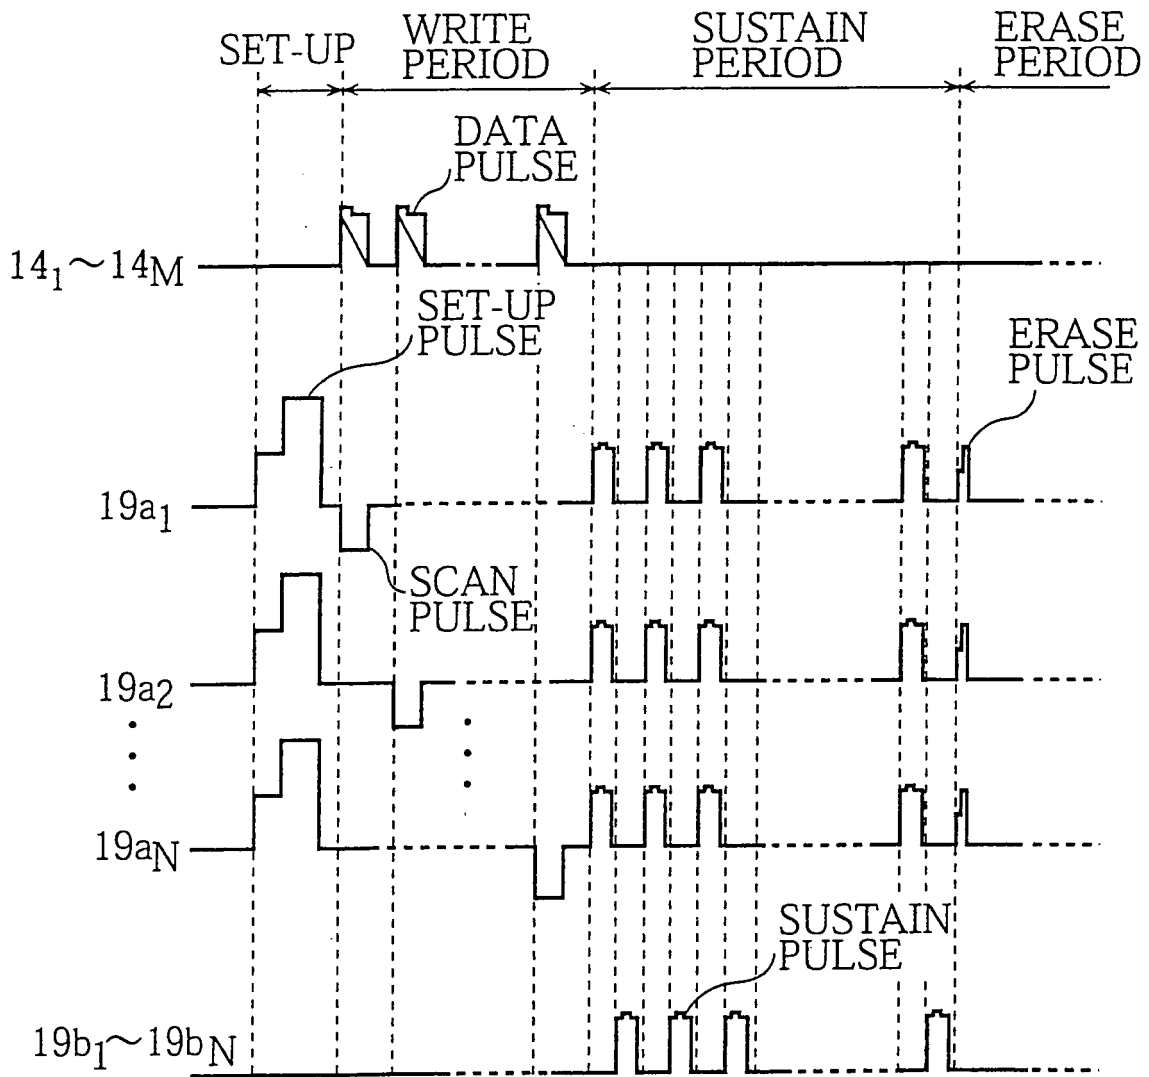 SET-UP
WRITE
PERIOD
SUSTAIN
PERIOD
ERASE
PERIOD
DATA
PULSE
14₁~14M
SET-UP
PULSE
ERASE
PULSE
19a₁
SCAN
PULSE
19a₂
19aN
SUSTAIN
PULSE
19b₁~19bN